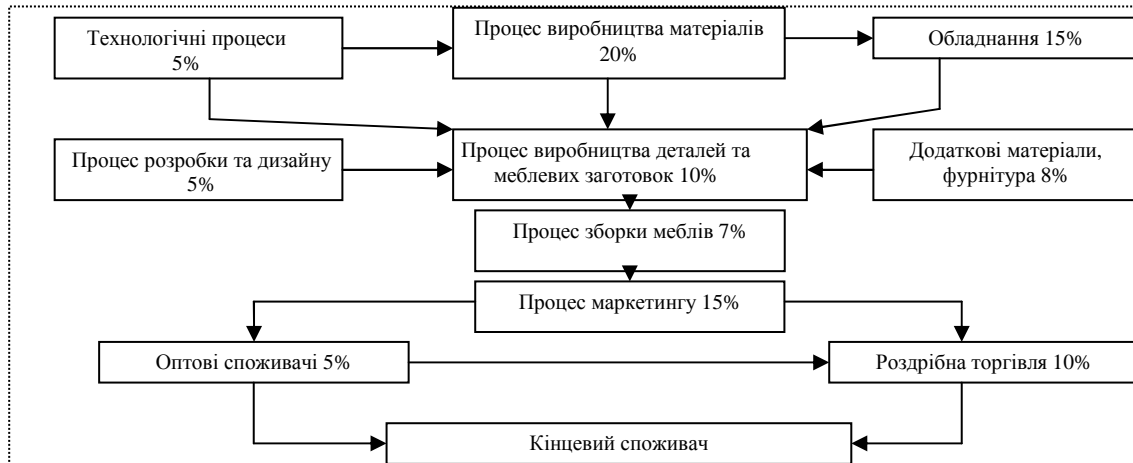 Технологічні процеси
5%
Процес виробництва матеріалів
20%
Обладнання 15%
Процес розробки та дизайну
5%
Процес виробництва деталей та
меблевих заготовок 10%
Додаткові матеріали,
фурнітура 8%
Процес зборки меблів 7%
Процес маркетингу 15%
Оптові споживачі 5%
Роздрібна торгівля 10%
Кінцевий споживач